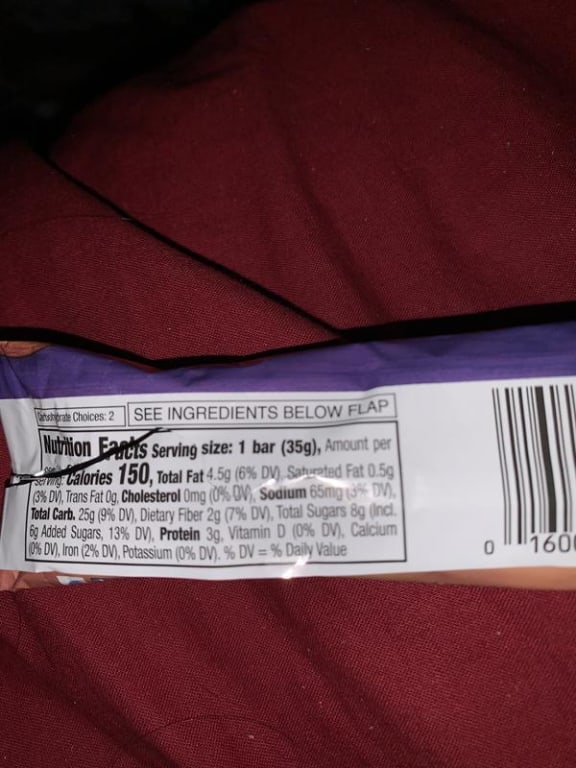 Carbohydrate Choices: 2
SEE INGREDIENTS BELOW FLAP
Nutrition Facts Serving size: 1 bar (35g), Amount per
serving: Calories 150, Total Fat 4.5g (6% DV), Saturated Fat 0.5g
(3% DV), Trans Fat 0g, Cholesterol 0mg (0% DV), Sodium 65mg (3% DV),
Total Carb. 25g (9% DV), Dietary Fiber 2g (7% DV), Total Sugars 8g (Incl.
6g Added Sugars, 13% DV), Protein 3g, Vitamin D (0% DV), Calcium
(0% DV), Iron (2% DV), Potassium (0% DV). % DV = % Daily Value
0 1600